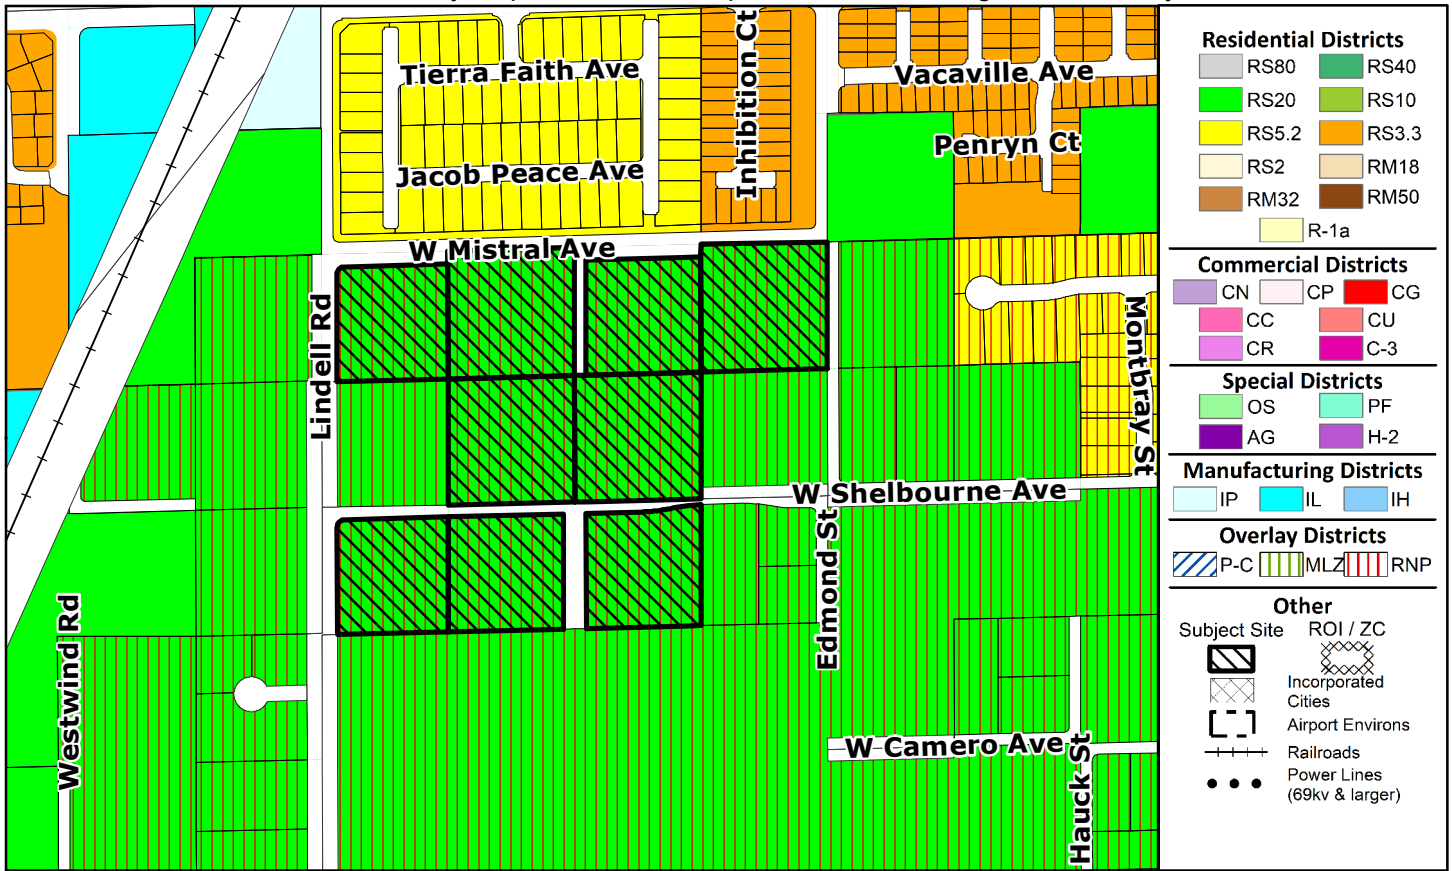 Tierra Faith Ave
Inhibition Ct
Vacaville Ave
Penryn Ct
Jacob Peace Ave
W Mistral Ave
Lindell Rd
Montbray St
W Shelbourne Ave
Edmond St
Westwind Rd
W Camero Ave
Hauck St
Residential Districts
RS80 RS40
RS20 RS10
RS5.2 RS3.3
RS2 RM18
RM32 RM50
R-1a
Commercial Districts
CN CP CG
CC CU
CR C-3
Special Districts
OS PF
AG H-2
Manufacturing Districts
IP IL IH
Overlay Districts
P-C MLZ RNP
Other
Subject Site ROI / ZC
Incorporated
Cities
Airport Environs
Railroads
Power Lines
(69kv & larger)